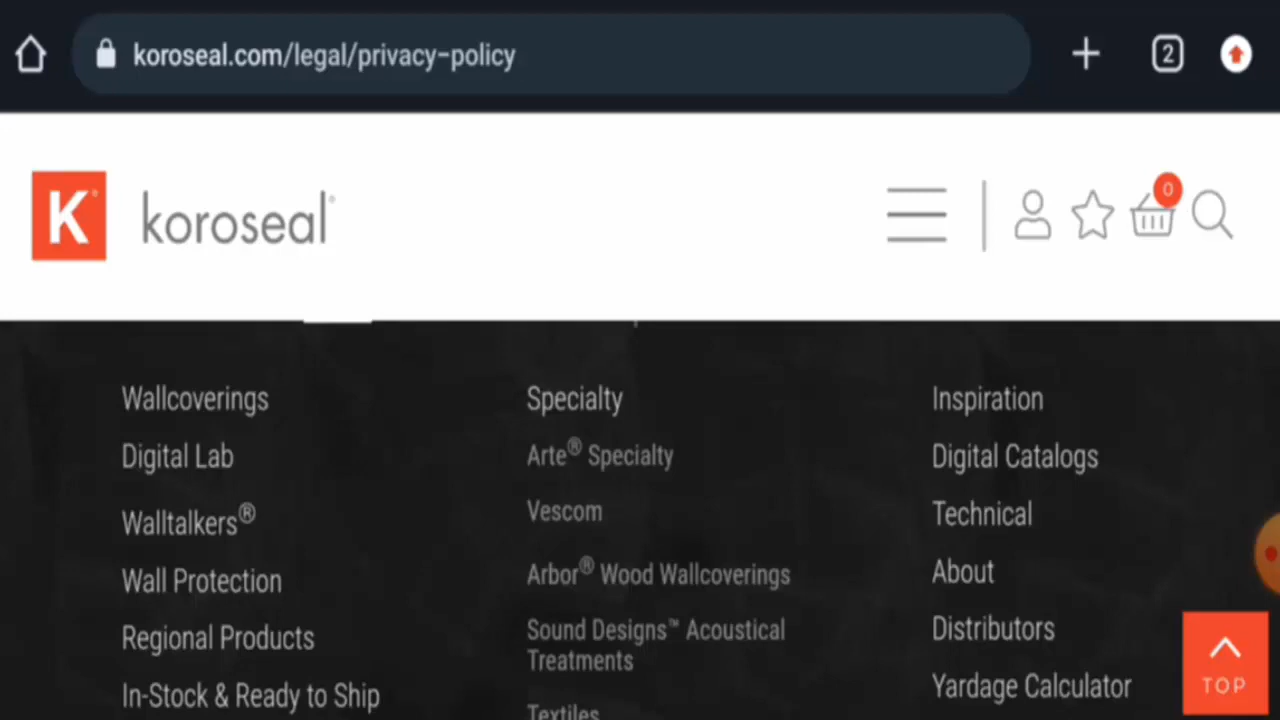 koroseal.com/legal/privacy-policy
2
K®
koroseal®
0
Wallcoverings
Digital Lab
Walltalkers®
Wall Protection
Regional Products
In-Stock & Ready to Ship
Specialty
Arte® Specialty
Vescom
Arbor® Wood Wallcoverings
Sound Designs™ Acoustical
Treatments
Textiles
Inspiration
Digital Catalogs
Technical
About
Distributors
Yardage Calculator
TOP